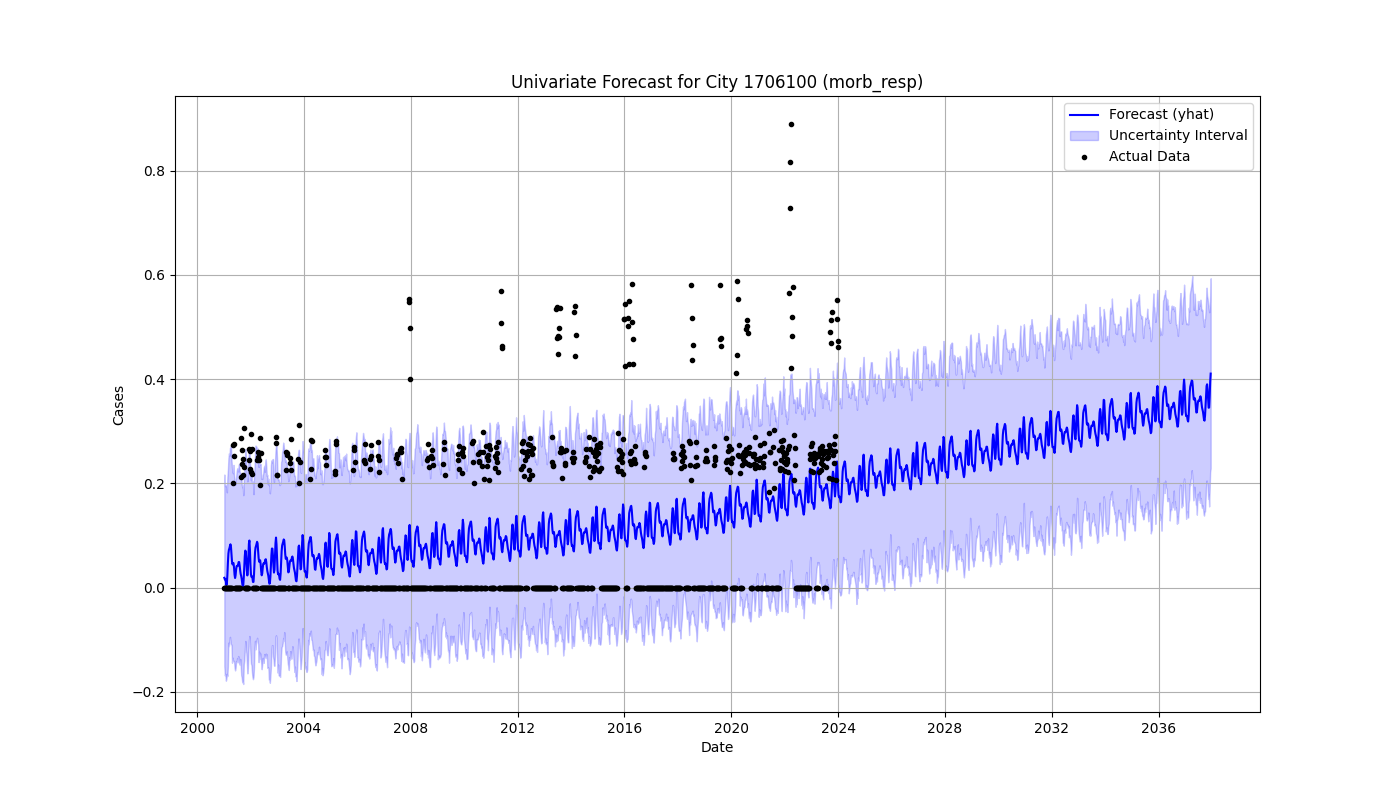 Univariate Forecast for City 1706100 (morb_resp)
Forecast (yhat)
Uncertainty Interval
Actual Data
Cases
0.8
0.6
0.4
0.2
0.0
−0.2
2000 2004 2008 2012 2016 2020 2024 2028 2032 2036
Date